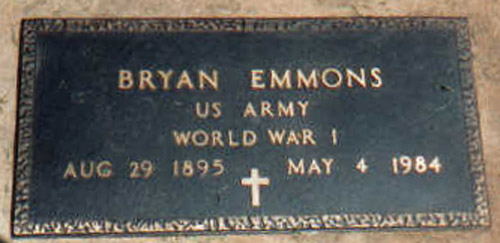 BRYAN EMMONS
US ARMY
WORLD WAR I
AUG 29 1895 MAY 4 1984